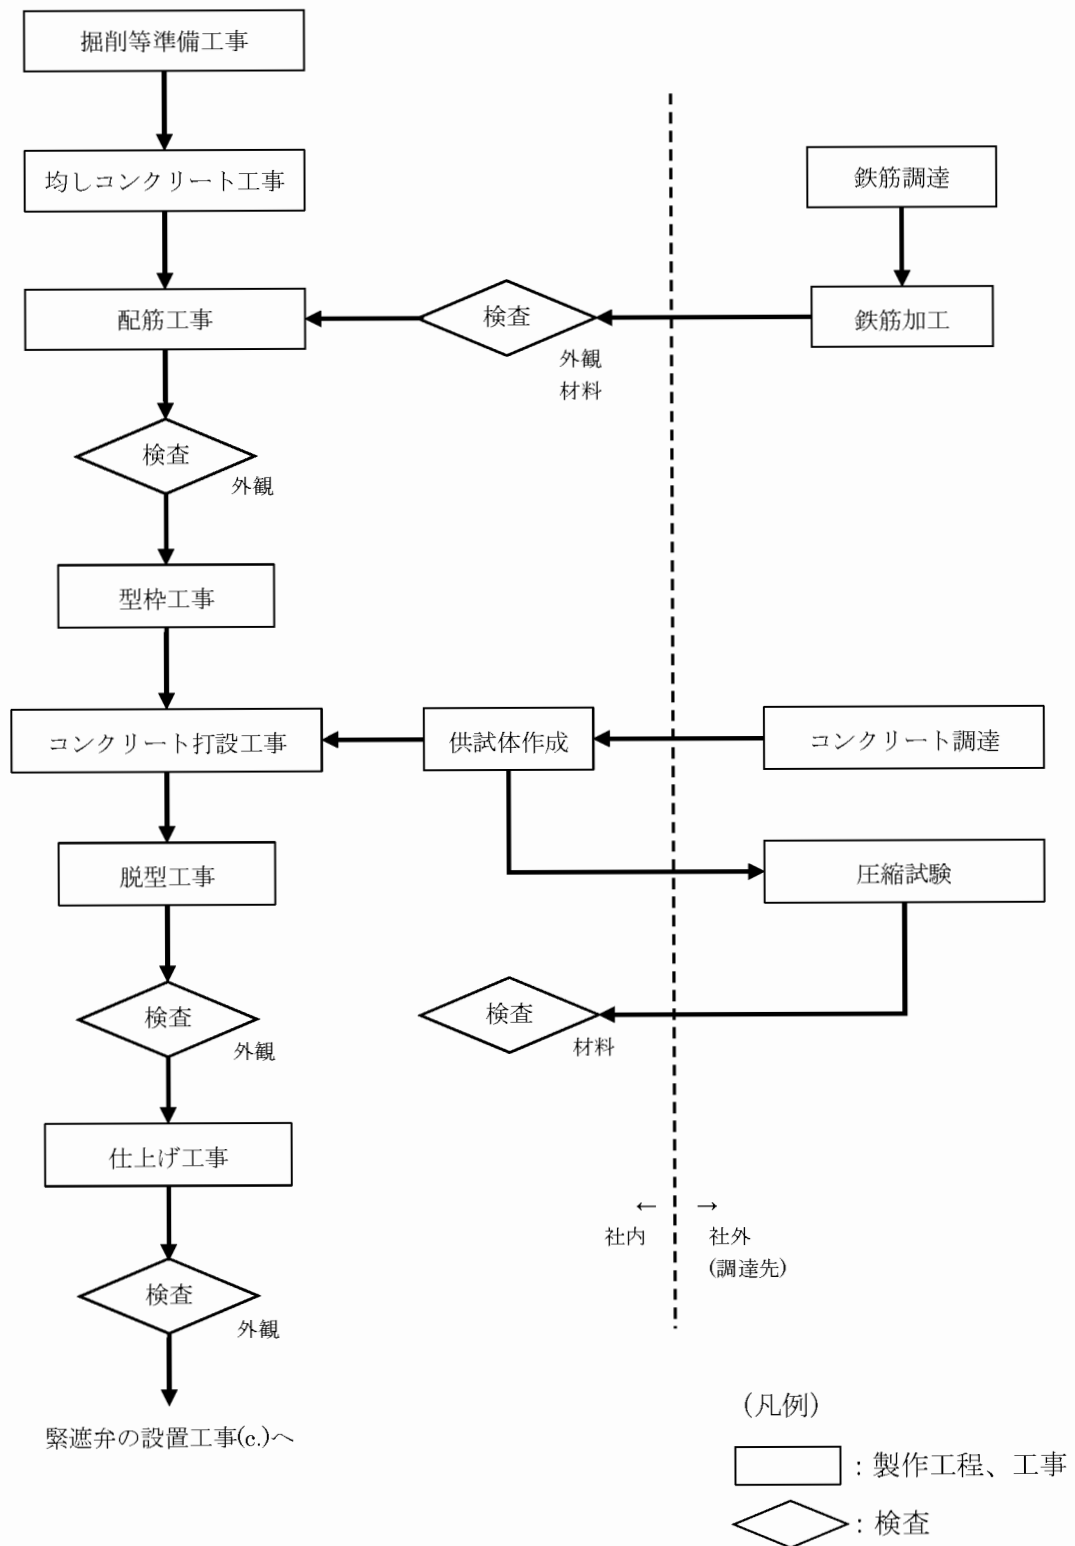 掘削等準備工事
均しコンクリート工事
鉄筋調達
配筋工事
検査
外観
材料
鉄筋加工
検査
外観
型枠工事
コンクリート打設工事
供試体作成
コンクリート調達
脱型工事
圧縮試験
検査
外観
検査
材料
仕上げ工事
← →
社内 社外
(調達先)
検査
外観
緊遮弁の設置工事(c.)へ
(凡例)
：製作工程、工事
：検査